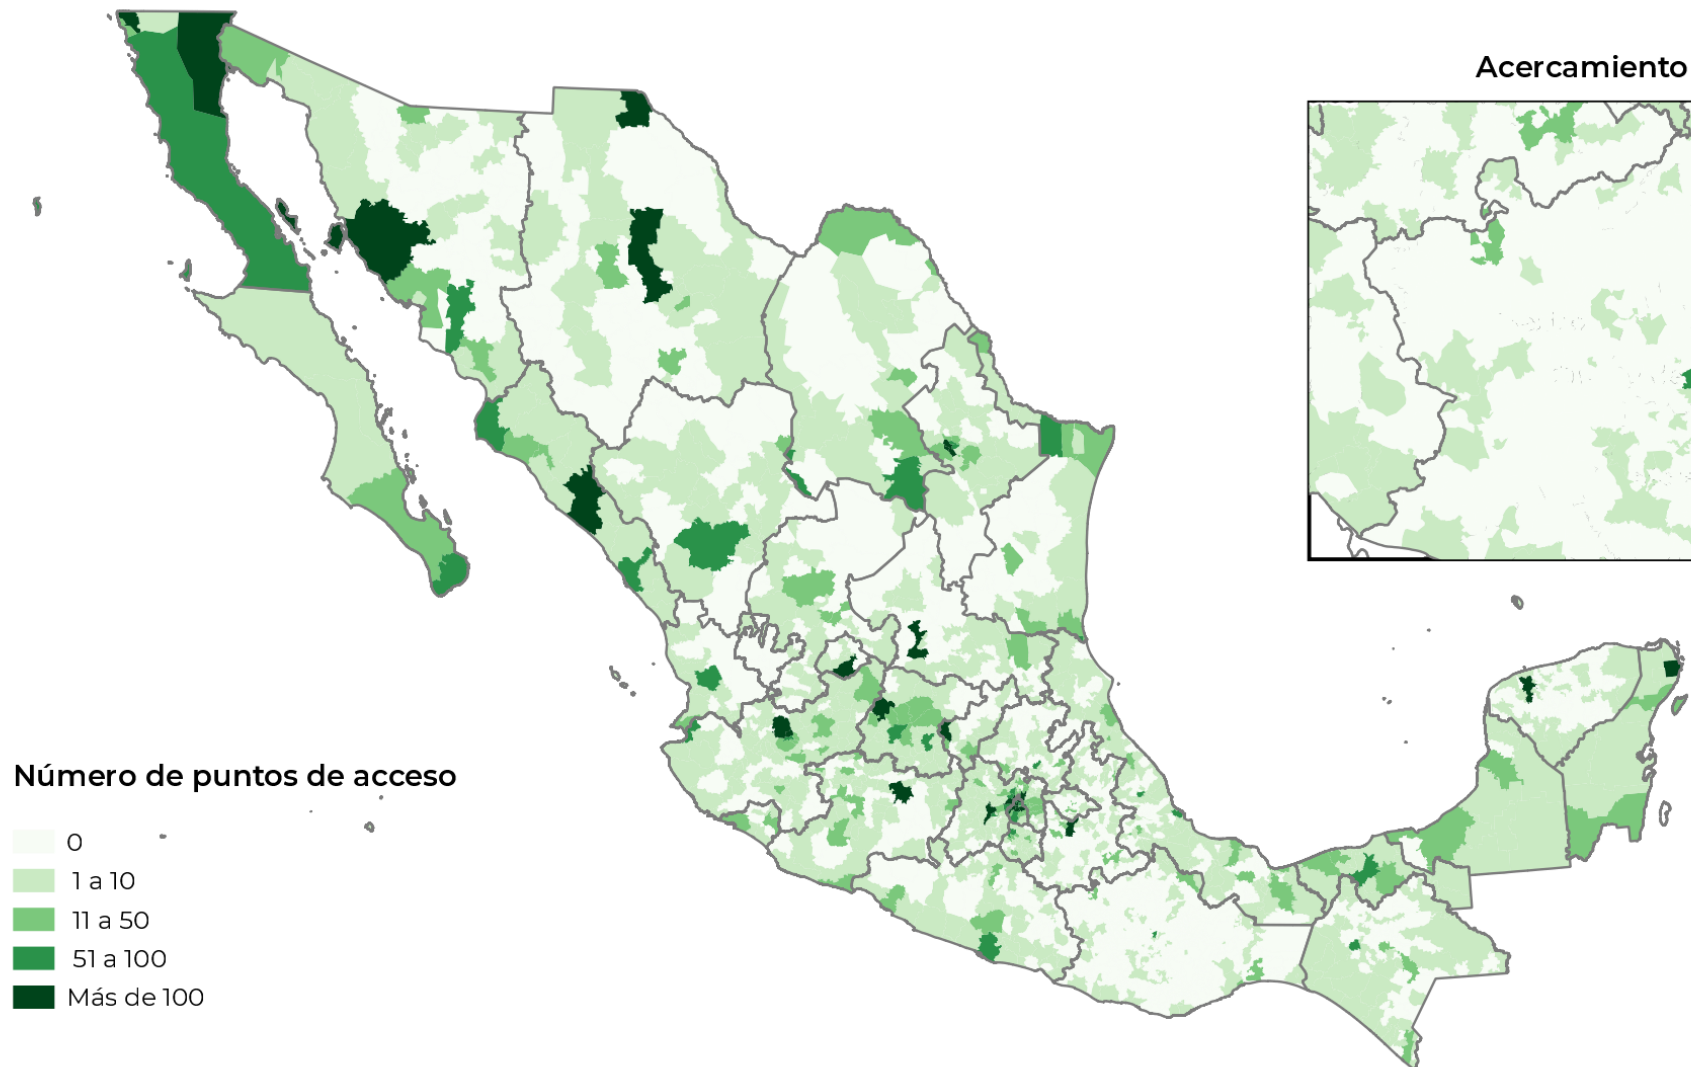 Acercamiento
Número de puntos de acceso
0
1 a 10
11 a 50
51 a 100
Más de 100